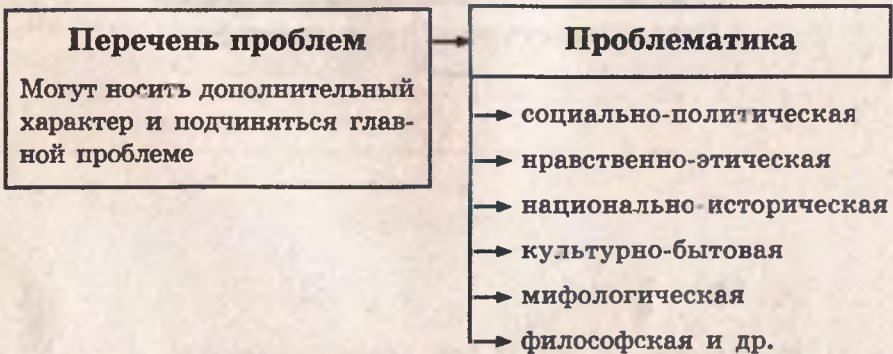 Перечень проблем
Могут носить дополнительный
характер и подчиняться глав-
ной проблеме
Проблематика
социально-политическая
нравственно-этическая
национально-историческая
культурно-бытовая
мифологическая
философская и др.